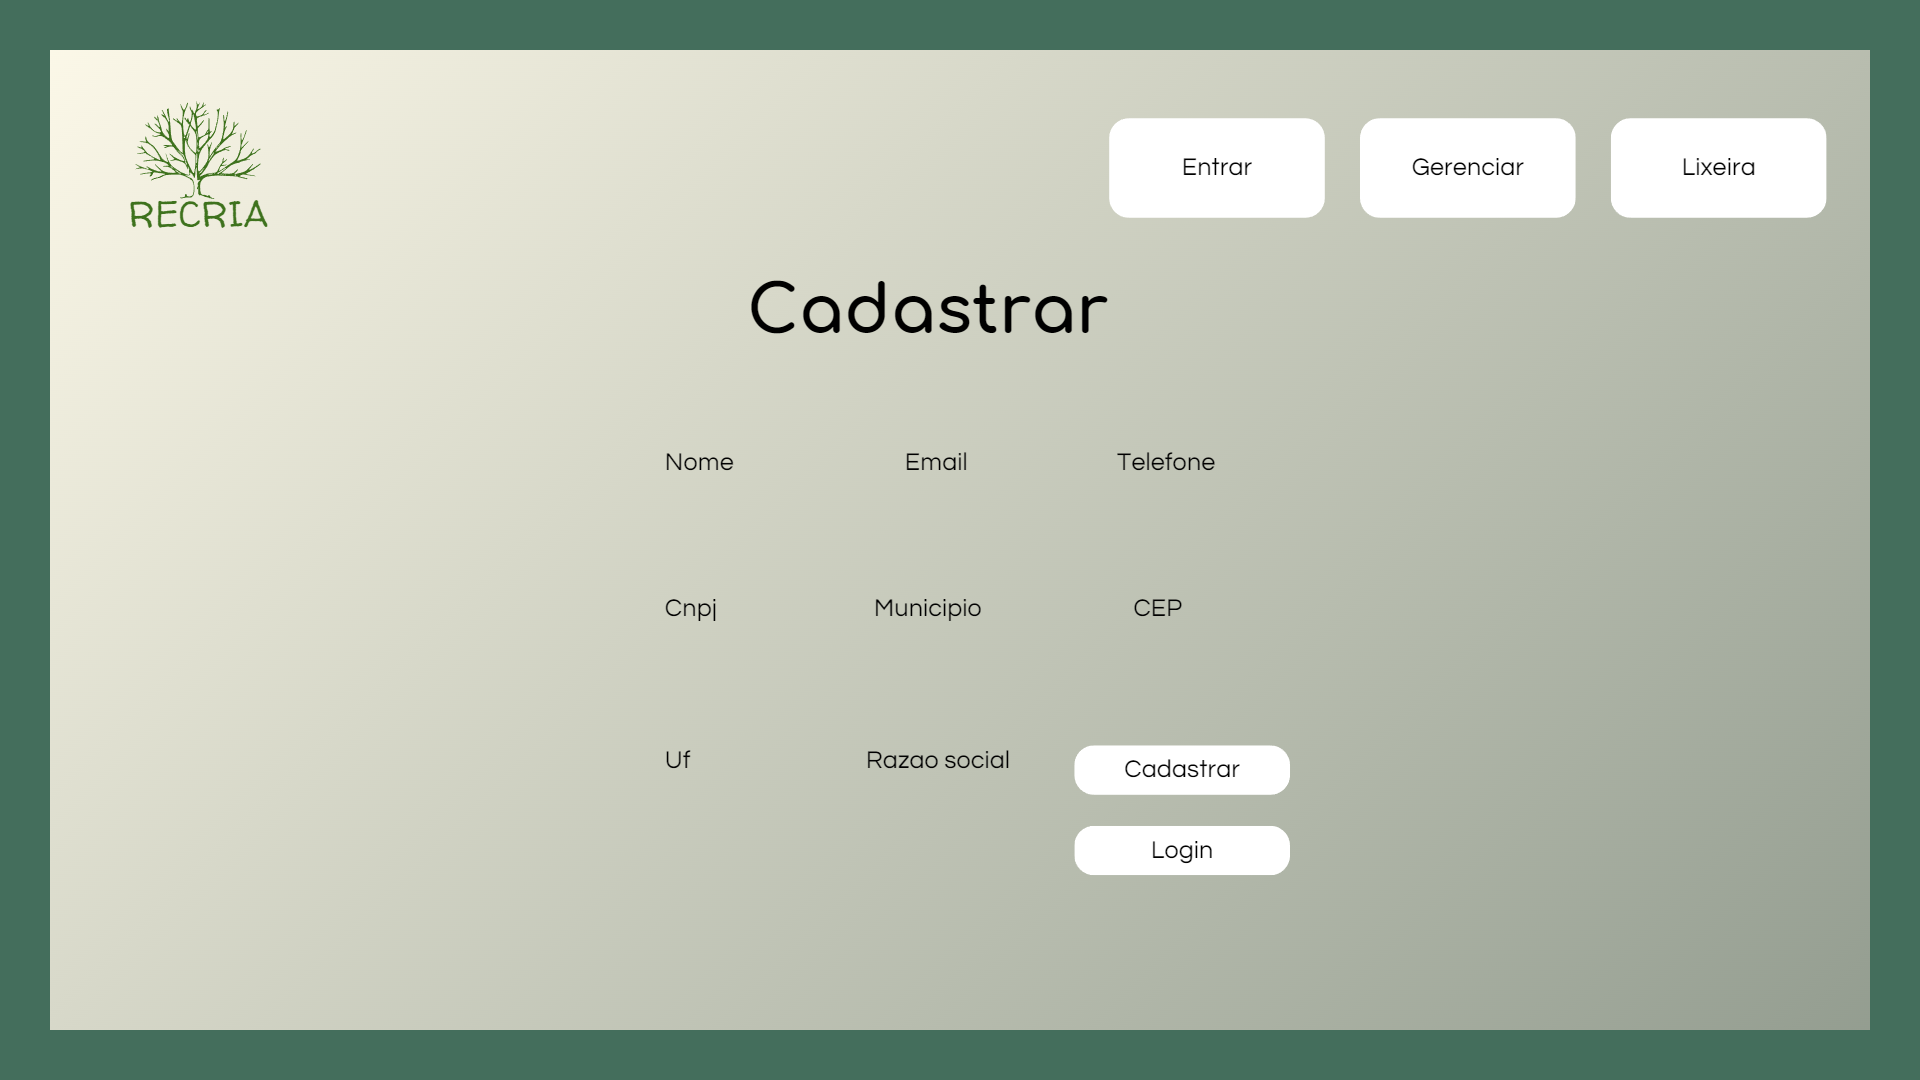 RECRIA
Entrar
Gerenciar
Lixeira
Cadastrar
Nome
Email
Telefone
Cnpj
Municipio
CEP
Uf
Razao social
Cadastrar
Login